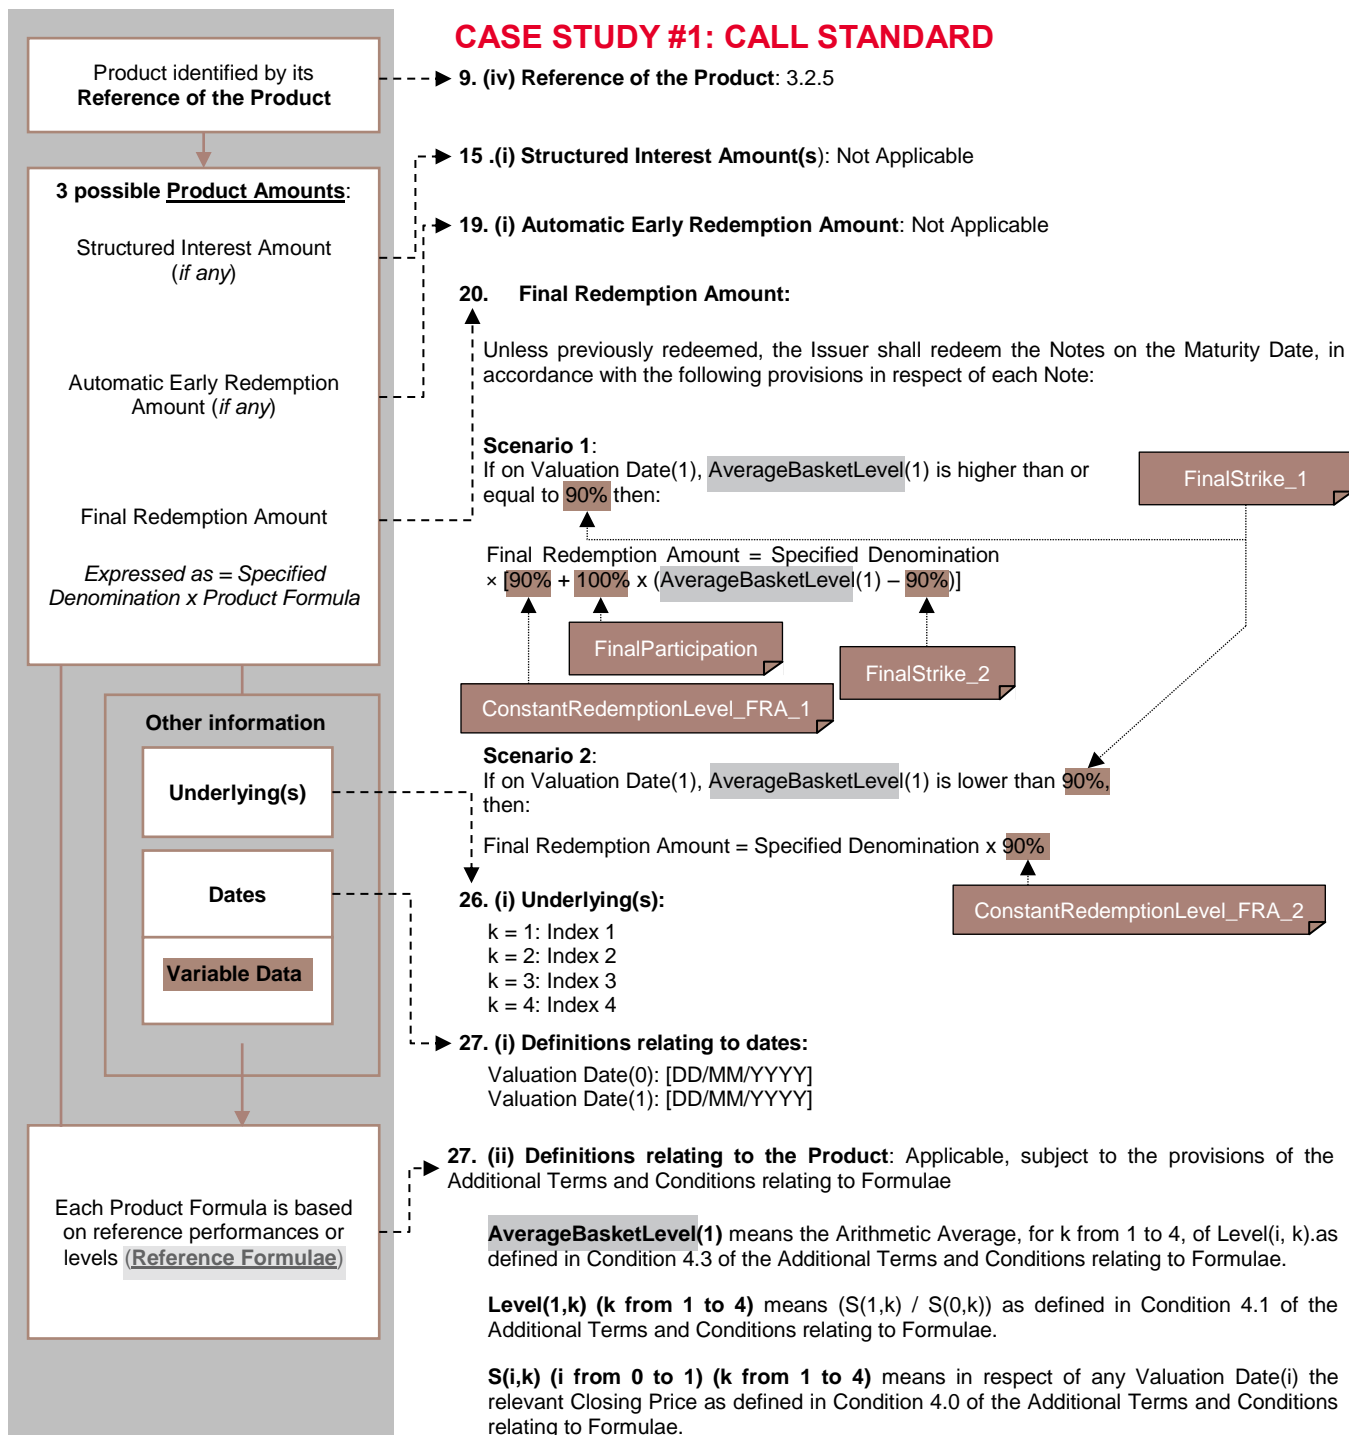 CASE STUDY #1: CALL STANDARD
Product identified by its
Reference of the Product
9. (iv) Reference of the Product: 3.2.5
15 .(i) Structured Interest Amount(s): Not Applicable
3 possible Product Amounts:
19. (i) Automatic Early Redemption Amount: Not Applicable
Structured Interest Amount
(if any)
20. Final Redemption Amount:
Unless previously redeemed, the Issuer shall redeem the Notes on the Maturity Date, in
accordance with the following provisions in respect of each Note:
Automatic Early Redemption
Amount (if any)
Scenario 1:
If on Valuation Date(1), AverageBasketLevel(1) is higher than or
equal to 90% then:
FinalStrike_1
Final Redemption Amount
Expressed as = Specified
Denomination x Product Formula
Final Redemption Amount = Specified Denomination
× [90% + 100% x (AverageBasketLevel(1) – 90%)]
FinalParticipation
FinalStrike_2
ConstantRedemptionLevel_FRA_1
Other information
Scenario 2:
If on Valuation Date(1), AverageBasketLevel(1) is lower than 90%,
then:
Underlying(s)
Final Redemption Amount = Specified Denomination x 90%
ConstantRedemptionLevel_FRA_2
Dates
26. (i) Underlying(s):
k = 1: Index 1
k = 2: Index 2
k = 3: Index 3
k = 4: Index 4
Variable Data
27. (i) Definitions relating to dates:
Valuation Date(0): [DD/MM/YYYY]
Valuation Date(1): [DD/MM/YYYY]
27. (ii) Definitions relating to the Product: Applicable, subject to the provisions of the
Additional Terms and Conditions relating to Formulae
Each Product Formula is based
on reference performances or
levels (Reference Formulae)
AverageBasketLevel(1) means the Arithmetic Average, for k from 1 to 4, of Level(i, k).as
defined in Condition 4.3 of the Additional Terms and Conditions relating to Formulae.
Level(1,k) (k from 1 to 4) means (S(1,k) / S(0,k)) as defined in Condition 4.1 of the
Additional Terms and Conditions relating to Formulae.
S(i,k) (i from 0 to 1) (k from 1 to 4) means in respect of any Valuation Date(i) the
relevant Closing Price as defined in Condition 4.0 of the Additional Terms and Conditions
relating to Formulae.